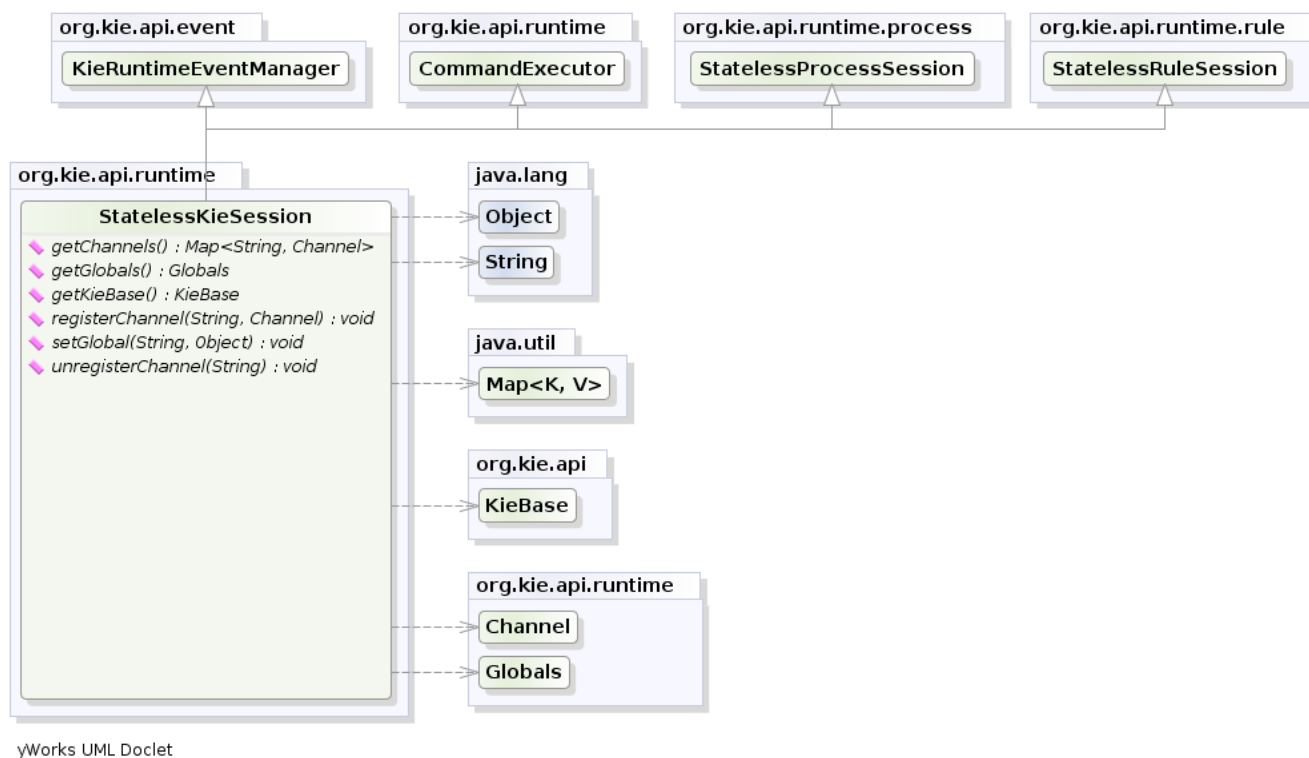 org.kie.api.event
KieRuntimeEventManager
org.kie.api.runtime
CommandExecutor
org.kie.api.runtime.process
StatelessProcessSession
org.kie.api.runtime.rule
StatelessRuleSession
org.kie.api.runtime
StatelessKieSession
getChannels() : Map<String, Channel>
getGlobals() : Globals
getKieBase() : KieBase
registerChannel(String, Channel) : void
setGlobal(String, Object) : void
unregisterChannel(String) : void
java.lang
Object
String
java.util
Map<K, V>
org.kie.api
KieBase
org.kie.api.runtime
Channel
Globals
yWorks UML Doclet